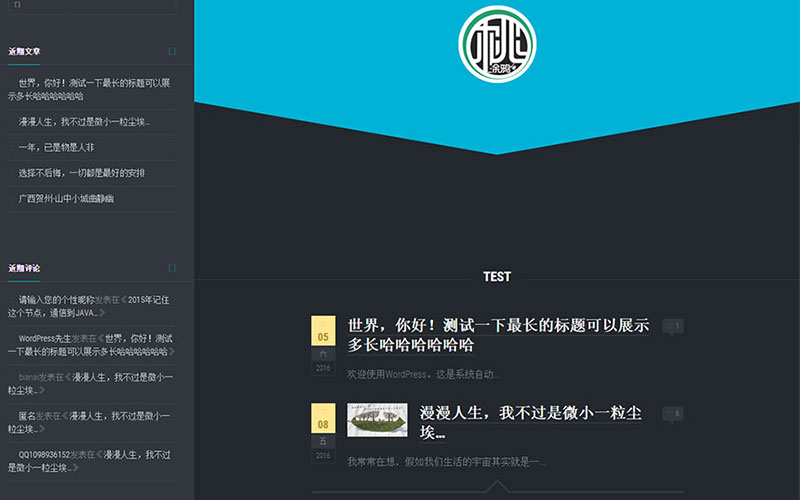 近期文章
世界，你好！测试一下最长的标题可以展
示多长哈哈哈哈哈哈
漫漫人生，我不过是微小一粒尘埃…
一年，已是物是人非
选择不后悔，一切都是最好的安排
广西贺州·山中小城曲静幽
近期评论
请输入您的个性昵称发表在《2015年记住
这个节点，通信到JAVA…》
WordPress先生发表在《世界，你好！测试
一下最长的标题可以展示多长哈哈哈哈哈哈》
bianxi发表在《漫漫人生，我不过是微小一
粒尘埃…》
匿名发表在《漫漫人生，我不过是微小一
粒尘埃…》
QQ1098936152发表在《漫漫人生，我不过
是微小一粒尘埃…》
桃
涂鸦
TEST
05
六
2016
世界，你好！测试一下最长的标题可以展示
多长哈哈哈哈哈哈
1
欢迎使用WordPress。这是系统自动...
08
五
2016
漫漫人生，我不过是微小一粒尘
埃…
6
我常常在想，假如我们生活的宇宙其实就是一...